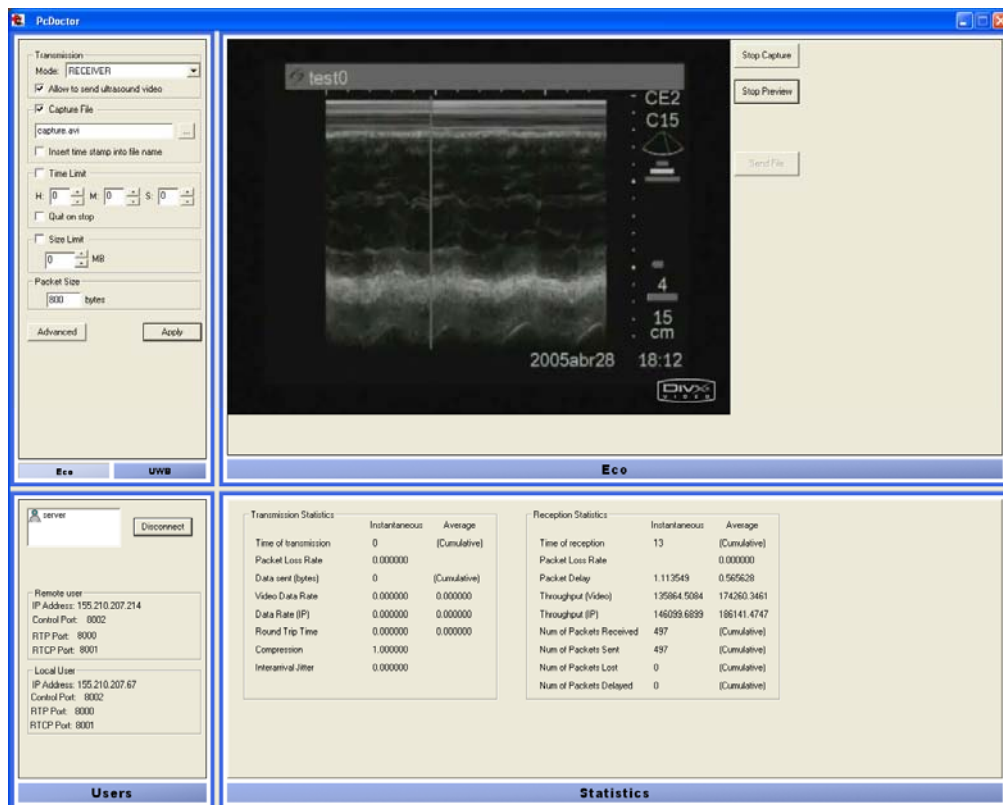 PcDoctor
Transmission
Mode: RECEIVER
Allow to send ultrasound video
Capture File
capture.avi ...
Insert time stamp into file name
Time Limit
H: 0 M: 0 S: 0
Quit on stop
Size Limit
0 MB
Packet Size
800 bytes
Advanced Apply
Eco UWB
test0
CE2
C15
4
15
cm
2005abr28 18:12
DIVX
VIDEO
Stop Capture
Stop Preview
Send File
Eco
server
Disconnect
Remote user
IP Address: 155.210.207.214
Control Port: 8002
RTP Port: 8000
RTCP Port: 8001
Local User
IP Address: 155.210.207.67
Control Port: 8002
RTP Port: 8000
RTCP Port: 8001
Users
Transmission Statistics
Instantaneous Average
Time of transmission 0 (Cumulative)
Packet Loss Rate 0.000000
Data sent (bytes) 0 (Cumulative)
Video Data Rate 0.000000 0.000000
Data Rate (IP) 0.000000 0.000000
Round Trip Time 0.000000 0.000000
Compression 1.000000
Interarrival Jitter 0.000000
Reception Statistics
Instantaneous Average
Time of reception 13 (Cumulative)
Packet Loss Rate 0.000000
Packet Delay 1.113549 0.565628
Throughput (Video) 135864.5084 174260.3461
Throughput (IP) 146099.6899 186141.4747
Num of Packets Received 497 (Cumulative)
Num of Packets Sent 497 (Cumulative)
Num of Packets Lost 0 (Cumulative)
Num of Packets Delayed 0 (Cumulative)
Statistics